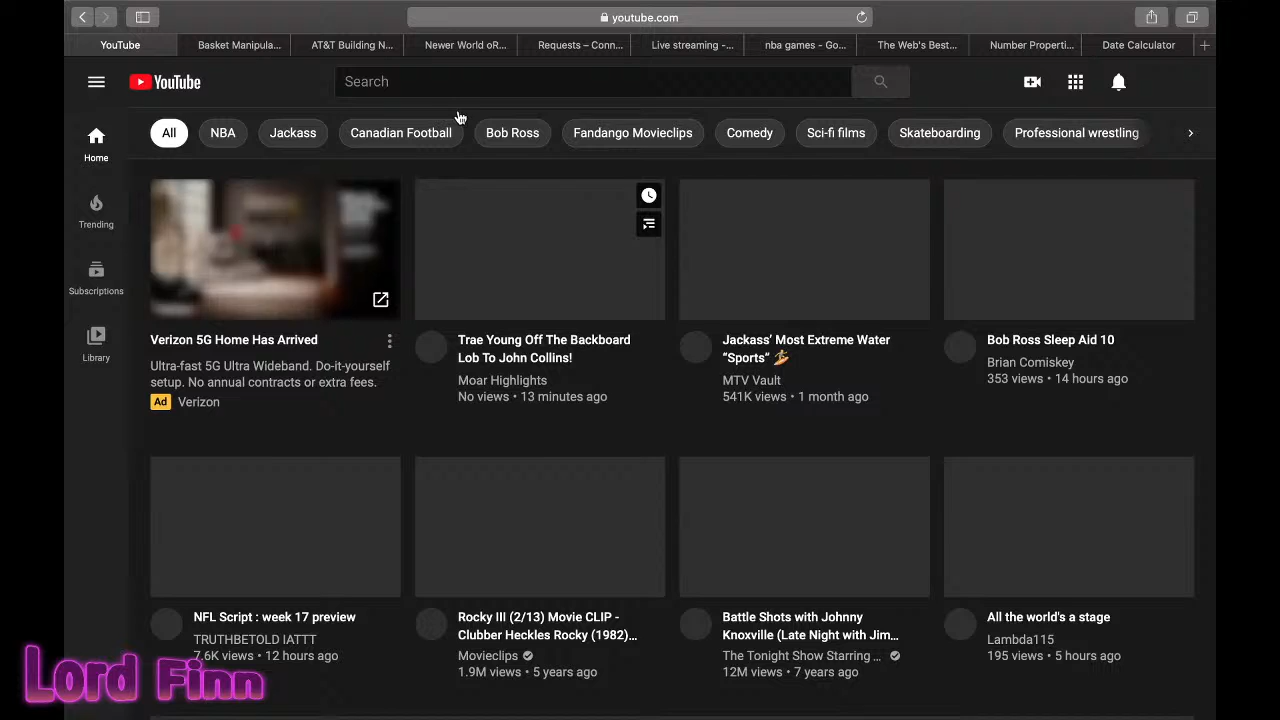 youtube.com
YouTube
Basket Manipula...
AT&T Building N...
Newer World oR...
Requests – Conn...
Live streaming -...
nba games - Go...
The Web's Best...
Number Properti...
Date Calculator
YouTube
Search
All
NBA
Jackass
Canadian Football
Bob Ross
Fandango Movieclips
Comedy
Sci-fi films
Skateboarding
Professional wrestling
Home
Trending
Subscriptions
Library
Verizon 5G Home Has Arrived
Ultra-fast 5G Ultra Wideband. Do-it-yourself
setup. No annual contracts or extra fees.
Ad Verizon
Trae Young Off The Backboard
Lob To John Collins!
Moar Highlights
No views • 13 minutes ago
Jackass’ Most Extreme Water
“Sports” 🏄
MTV Vault
541K views • 1 month ago
Bob Ross Sleep Aid 10
Brian Comiskey
353 views • 14 hours ago
NFL Script : week 17 preview
TRUTHBETOLD IATTT
7.6K views • 12 hours ago
Rocky III (2/13) Movie CLIP -
Clubber Heckles Rocky (1982)...
Movieclips
1.9M views • 5 years ago
Battle Shots with Johnny
Knoxville (Late Night with Jim...
The Tonight Show Starring ...
12M views • 7 years ago
All the world's a stage
Lambda115
195 views • 5 hours ago
Lord Finn